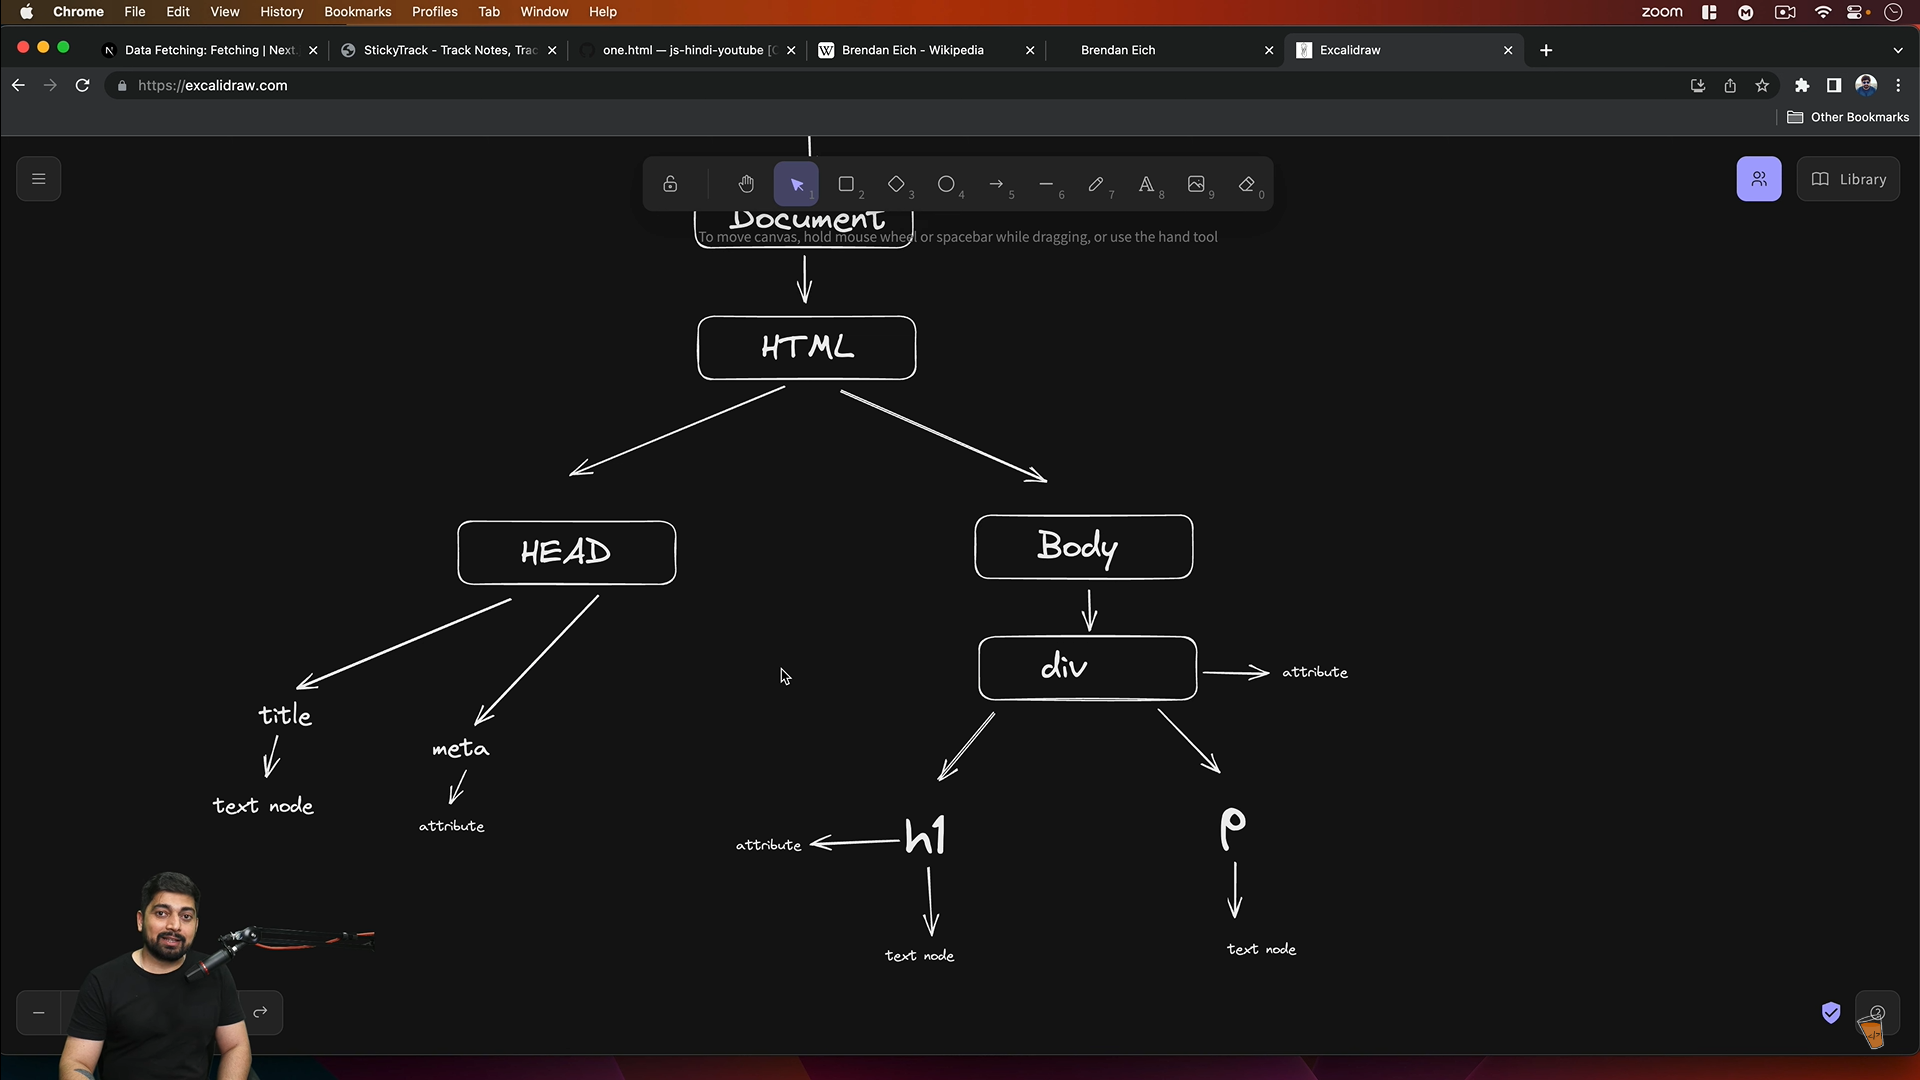 Chrome File Edit View History Bookmarks Profiles Tab Window Help zoom
Data Fetching: Fetching | Next. StickyTrack - Track Notes, Trac one.html — js-hindi-youtube [C Brendan Eich - Wikipedia Brendan Eich Excalidraw
https://excalidraw.com
Other Bookmarks
1 2 3 4 5 6 7 8 9 0
Library
Document
To move canvas, hold mouse wheel or spacebar while dragging, or use the hand tool
HTML
HEAD
Body
div
attribute
title
meta
text node
attribute
attribute
h1
p
text node
text node